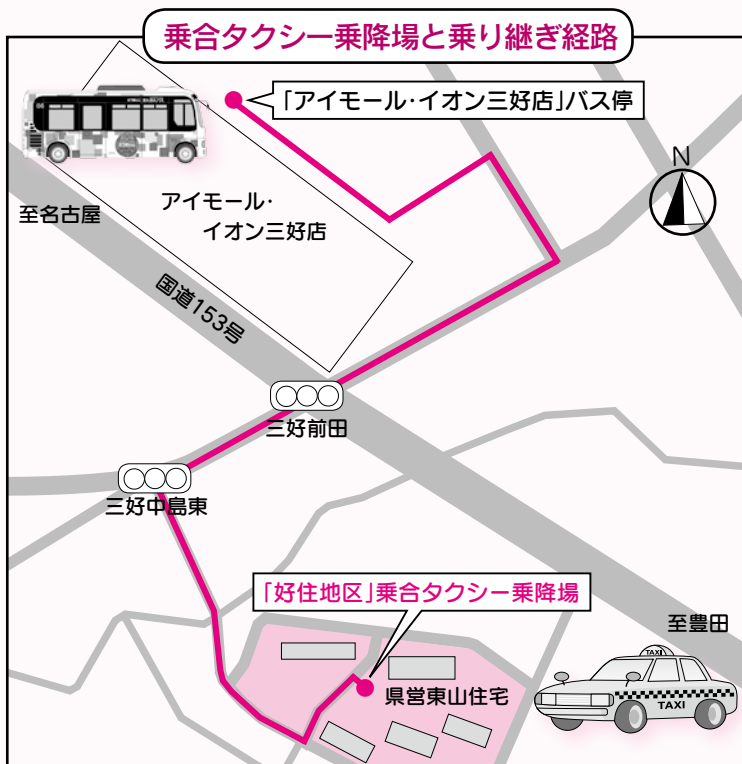 乗合タクシー乗降場と乗り継ぎ経路
「アイモール・イオン三好店」バス停
N
至名古屋
アイモール・
イオン三好店
国道153号
三好前田
三好中島東
「好住地区」乗合タクシー乗降場
至豊田
県営東山住宅
TAXI
TAXI